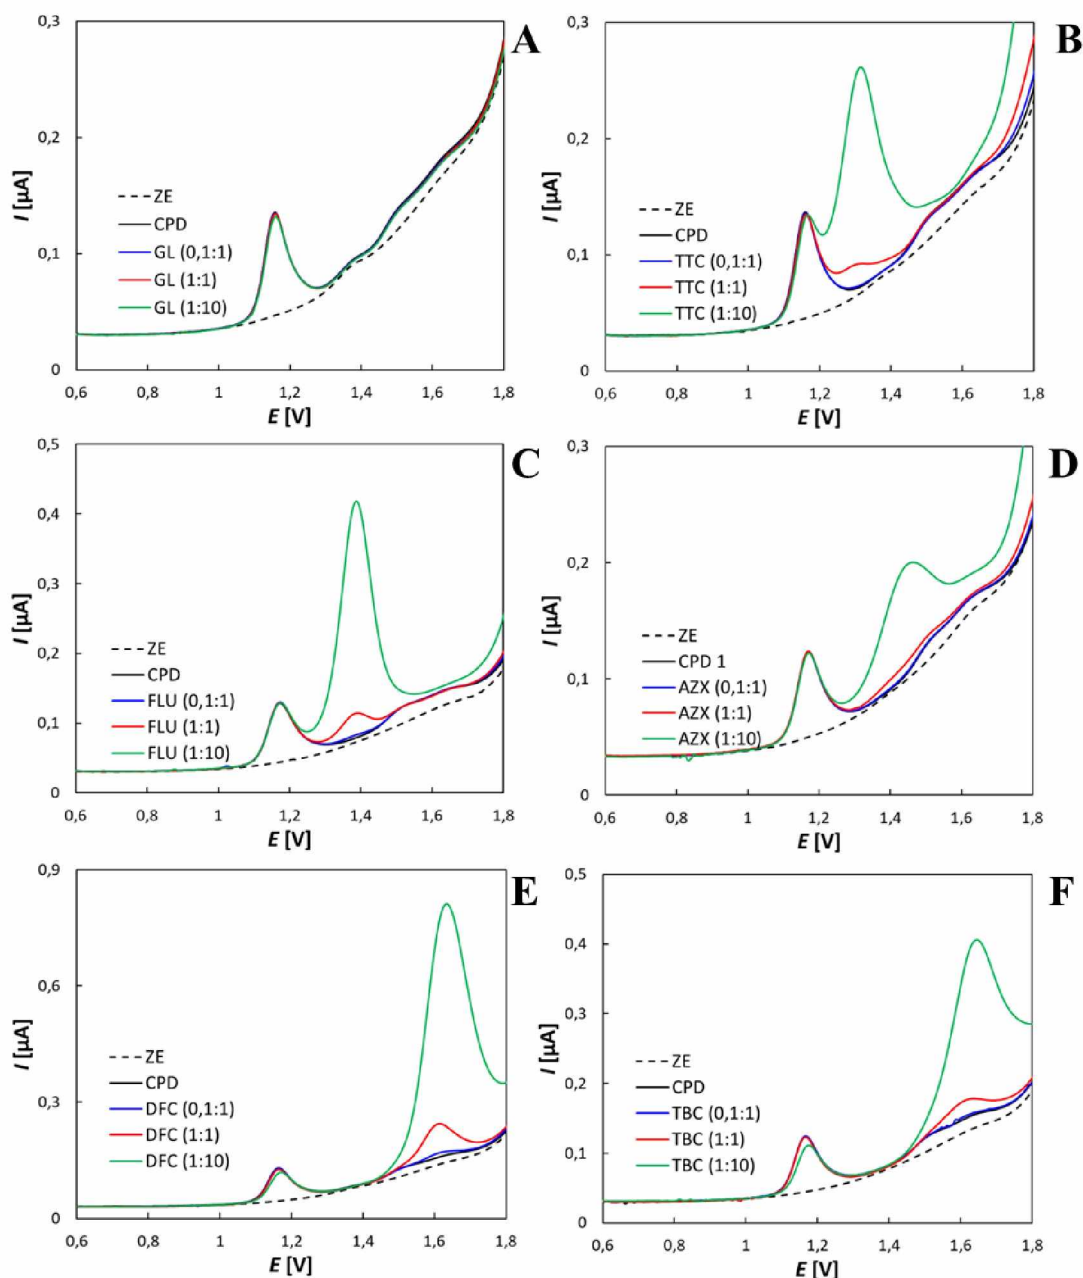 A
0,3
0,2
0,1
0
I [µA]
ZE
CPD
GL (0,1:1)
GL (1:1)
GL (1:10)
0,6 0,8 1 1,2 1,4 1,6 1,8
E [V]
B
0,3
0,2
0,1
0
I [µA]
ZE
CPD
TTC (0,1:1)
TTC (1:1)
TTC (1:10)
0,6 0,8 1 1,2 1,4 1,6 1,8
E [V]
C
0,5
0,4
0,3
0,2
0,1
0
I [µA]
ZE
CPD
FLU (0,1:1)
FLU (1:1)
FLU (1:10)
0,6 0,8 1 1,2 1,4 1,6 1,8
E [V]
D
0,3
0,2
0,1
0
I [µA]
ZE
CPD 1
AZX (0,1:1)
AZX (1:1)
AZX (1:10)
0,6 0,8 1 1,2 1,4 1,6 1,8
E [V]
E
0,9
0,6
0,3
0
I [µA]
ZE
CPD
DFC (0,1:1)
DFC (1:1)
DFC (1:10)
0,6 0,8 1 1,2 1,4 1,6 1,8
E [V]
F
0,5
0,4
0,3
0,2
0,1
0
I [µA]
ZE
CPD
TBC (0,1:1)
TBC (1:1)
TBC (1:10)
0,6 0,8 1 1,2 1,4 1,6 1,8
E [V]